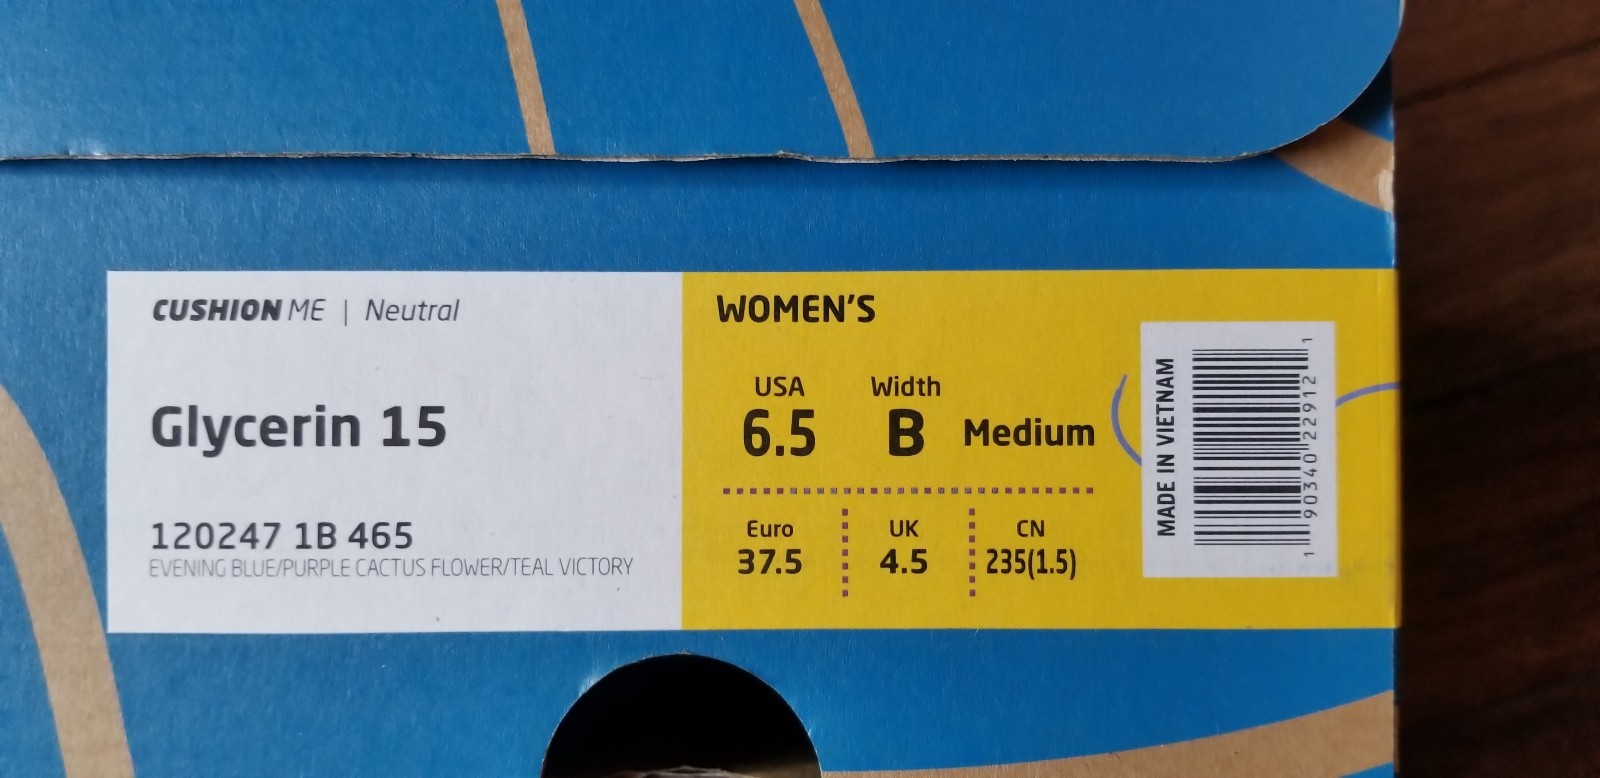 CUSHION ME | Neutral
Glycerin 15
120247 1B 465
EVENING BLUE/PURPLE CACTUS FLOWER/TEAL VICTORY
WOMEN'S
USA Width
6.5 B Medium
Euro UK CN
37.5 4.5 235(1.5)
MADE IN VIETNAM
1 90340 22912 1